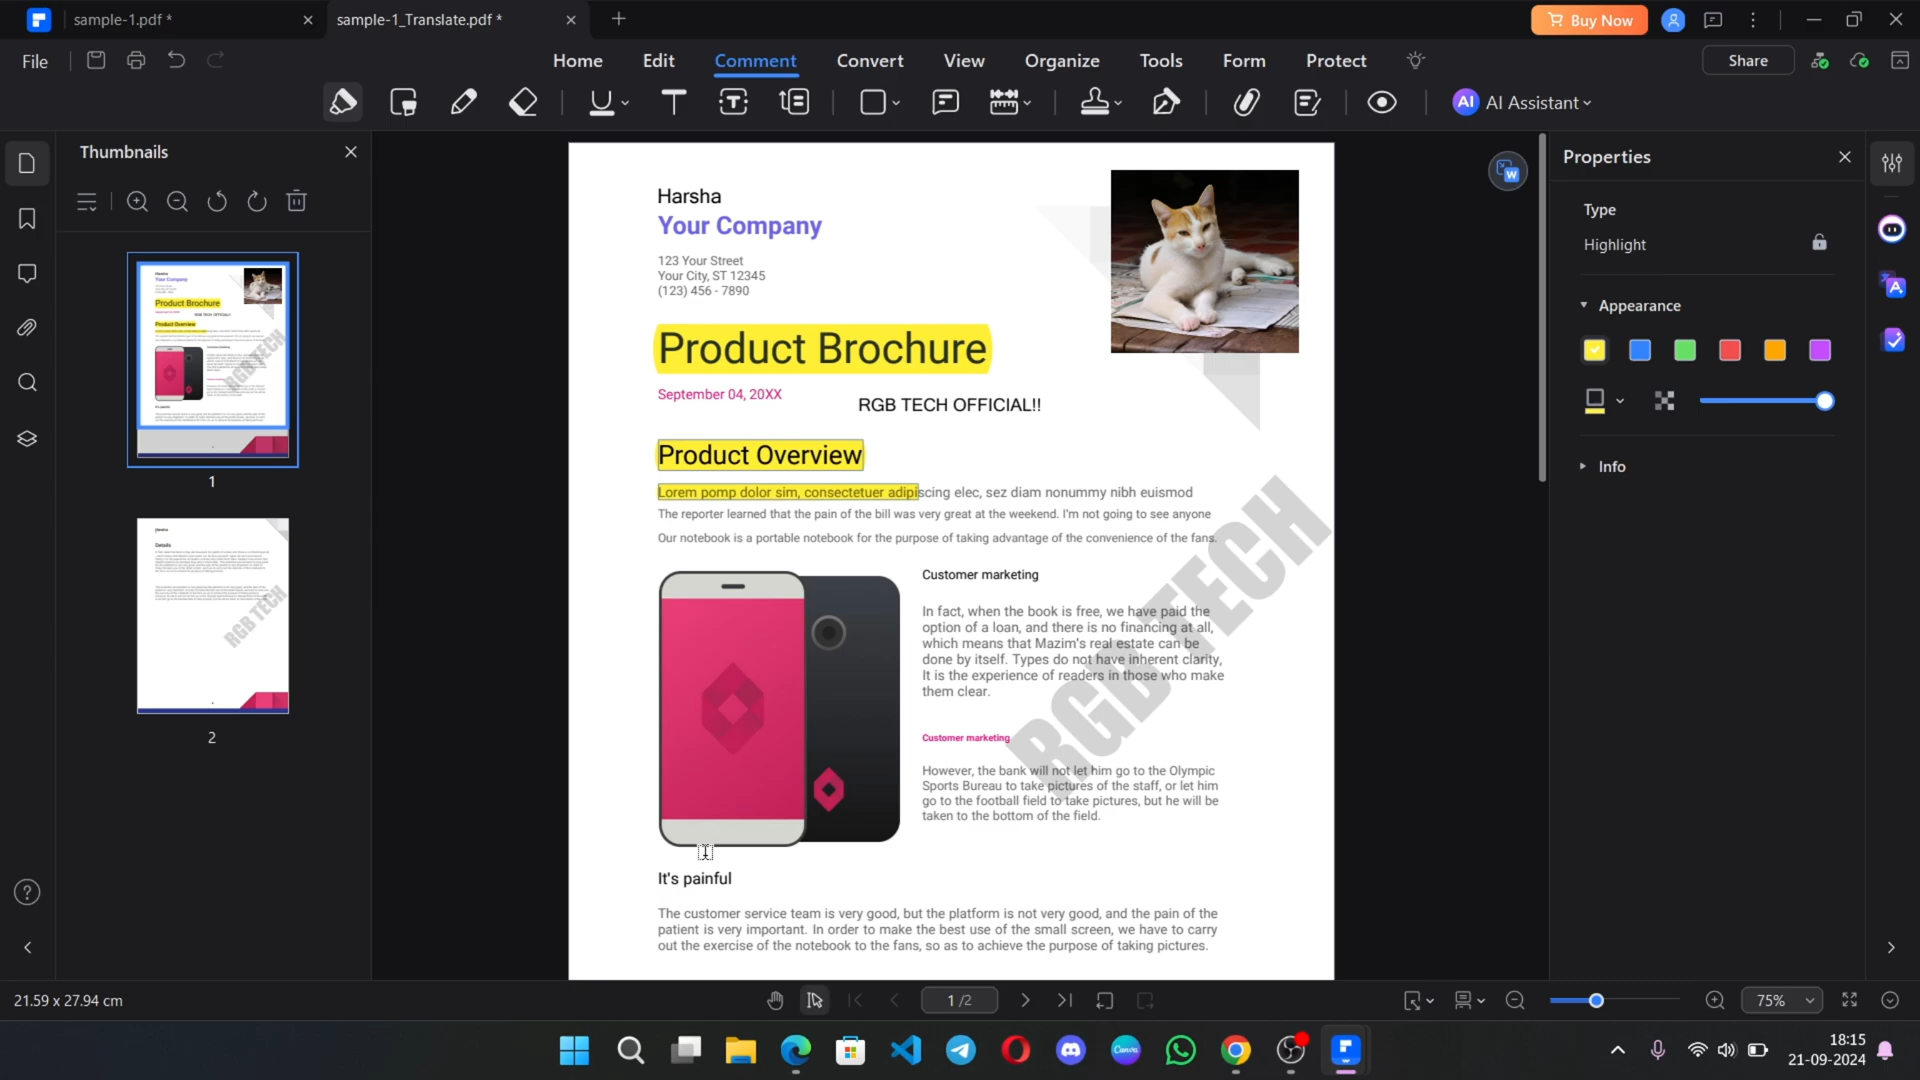 sample-1.pdf *
sample-1_Translate.pdf *
Buy Now
File
Home
Edit
Comment
Convert
View
Organize
Tools
Form
Protect
Share
AI
AI Assistant
Thumbnails
1
2
Harsha
Your Company
123 Your Street
Your City, ST 12345
(123) 456 - 7890
Product Brochure
September 04, 20XX
RGB TECH OFFICIAL!!
Product Overview
Lorem pomp dolor sim, consectetuer adipiscing elec, sez diam nonummy nibh euismod
The reporter learned that the pain of the bill was very great at the weekend. I'm not going to see anyone
Our notebook is a portable notebook for the purpose of taking advantage of the convenience of the fans.
Customer marketing
In fact, when the book is free, we have paid the
option of a loan, and there is no financing at all,
which means that Mazim's real estate can be
done by itself. Types do not have inherent clarity,
It is the experience of readers in those who make
them clear.
Customer marketing
However, the bank will not let him go to the Olympic
Sports Bureau to take pictures of the staff, or let him
go to the football field to take pictures, but he will be
taken to the bottom of the field.
RGB TECH
It's painful
The customer service team is very good, but the platform is not very good, and the pain of the
patient is very important. In order to make the best use of the small screen, we have to carry
out the exercise of the notebook to the fans, so as to achieve the purpose of taking pictures.
Properties
Type
Highlight
Appearance
Info
21.59 x 27.94 cm
1 /2
75%
18:15
21-09-2024